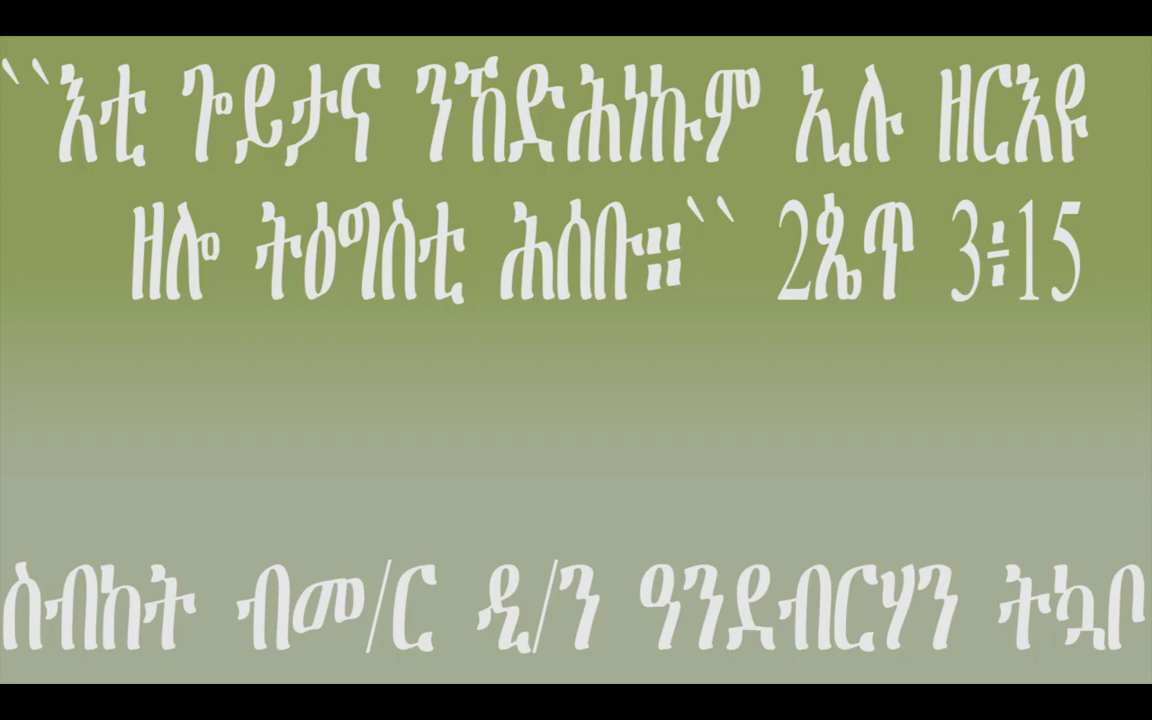 ``እቲ ጐይታና ንኸድሕነኩም ኢሉ ዘርእዩ
ዘሎ ትዕግስቲ ሕሰቡ።`` 2ጴጥ 3፥15
ስብከት ብመ/ር ዲ/ን ዓንደብርሃን ትኳቦ